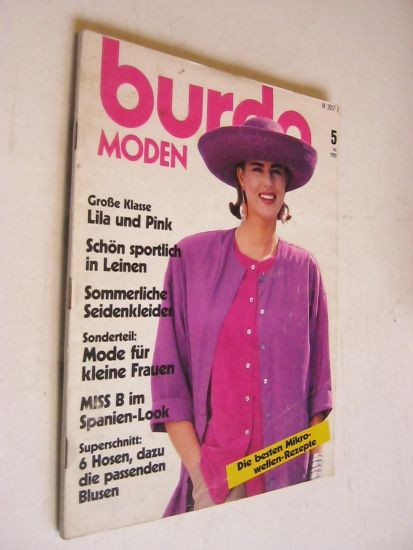 burda
MODEN
5
Große Klasse
Lila und Pink
Schön sportlich
in Leinen
Sommerliche
Seidenkleider
Sonderteil:
Mode für
kleine Frauen
MISS B im
Spanien-Look
Superschnitt:
6 Hosen, dazu
die passenden
Blusen
Die besten Mikro-
wellen-Rezepte